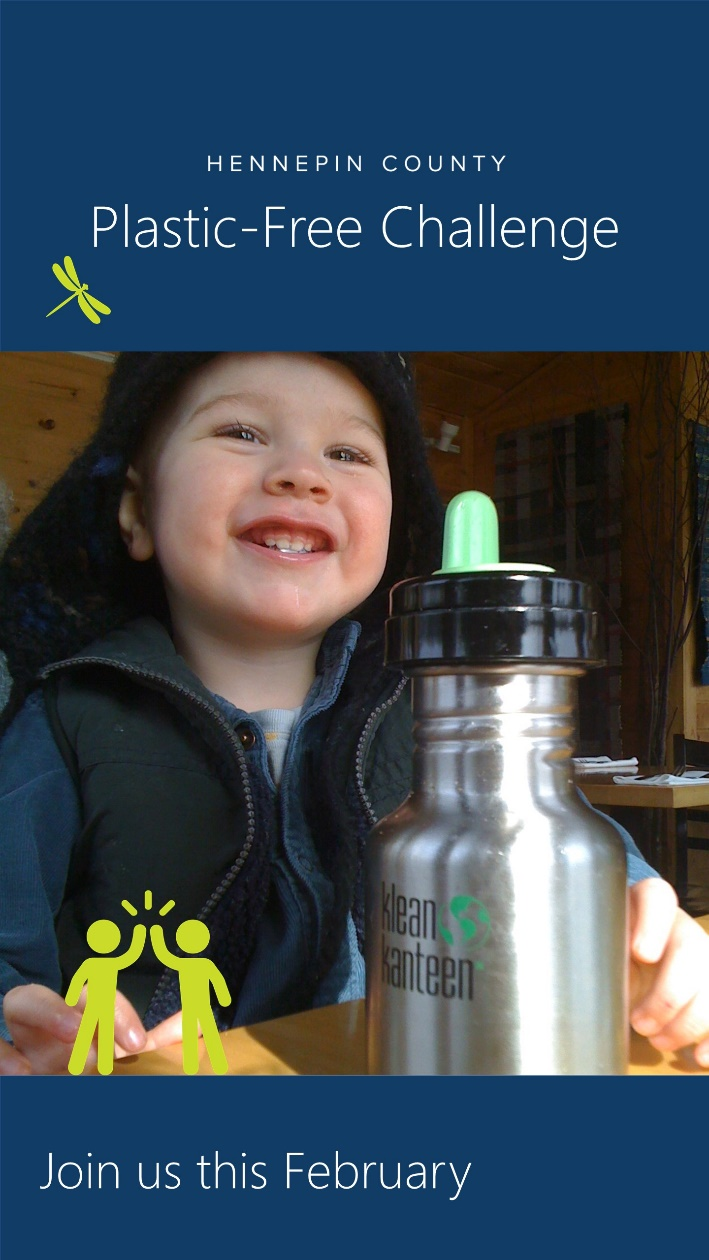 HENNEPIN COUNTY
Plastic-Free Challenge
klean
kanteen
Join us this February